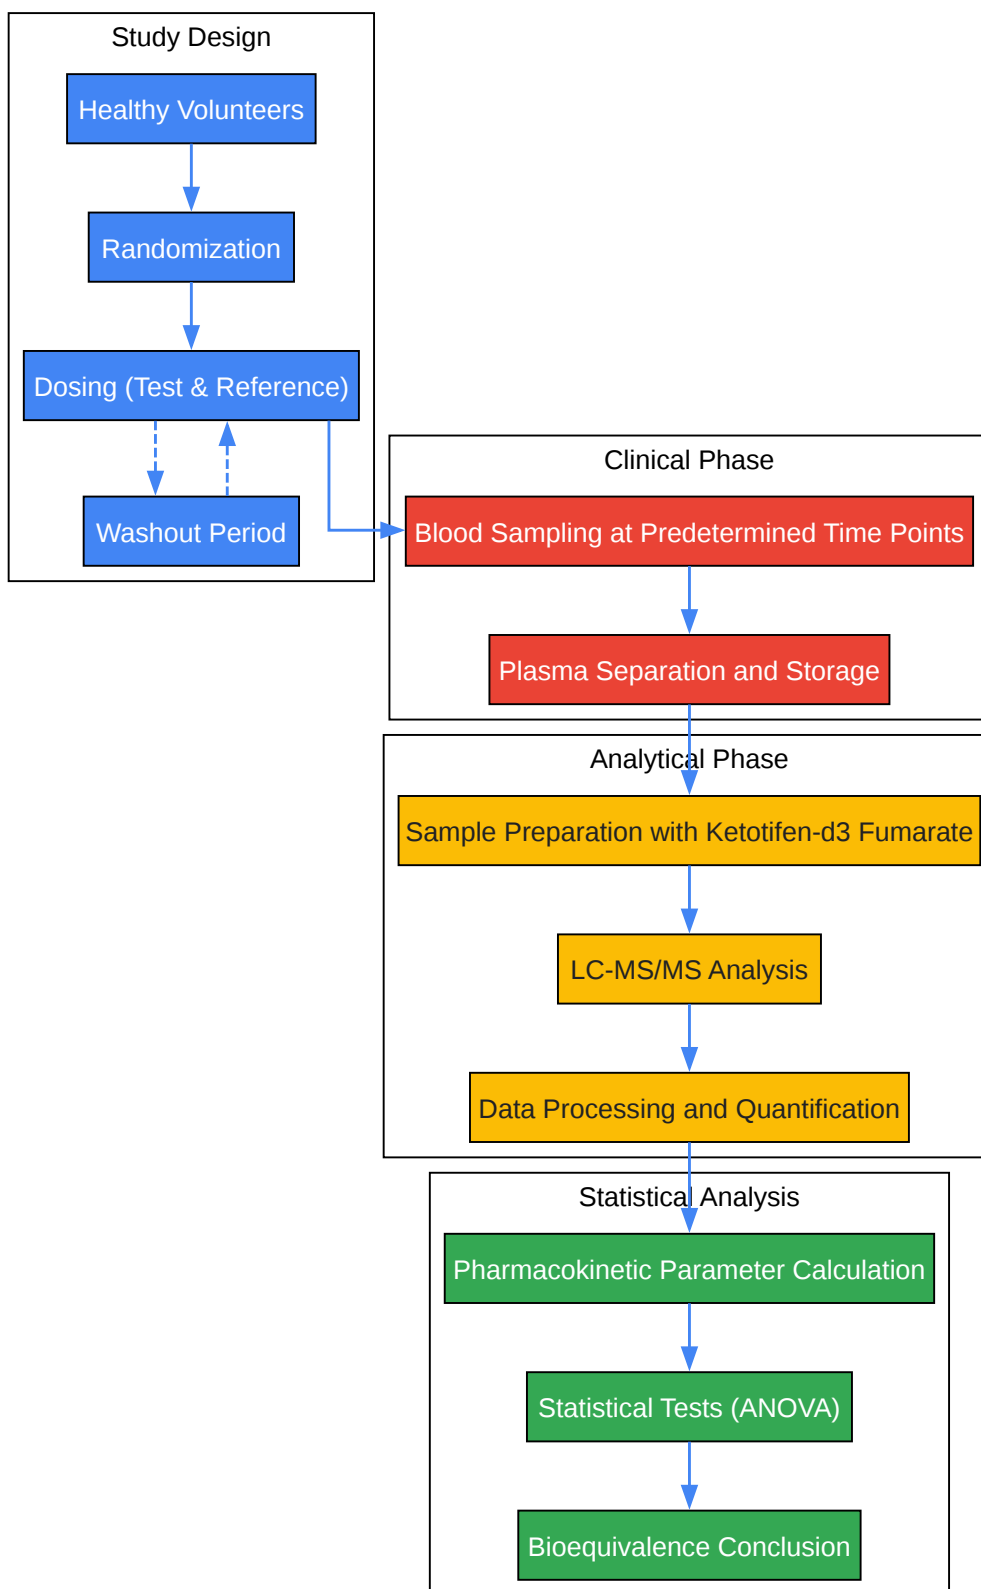 Study Design
Healthy Volunteers
Randomization
Dosing (Test & Reference)
Washout Period
Clinical Phase
Blood Sampling at Predetermined Time Points
Plasma Separation and Storage
Analytical Phase
Sample Preparation with Ketotifen-d3 Fumarate
LC-MS/MS Analysis
Data Processing and Quantification
Statistical Analysis
Pharmacokinetic Parameter Calculation
Statistical Tests (ANOVA)
Bioequivalence Conclusion